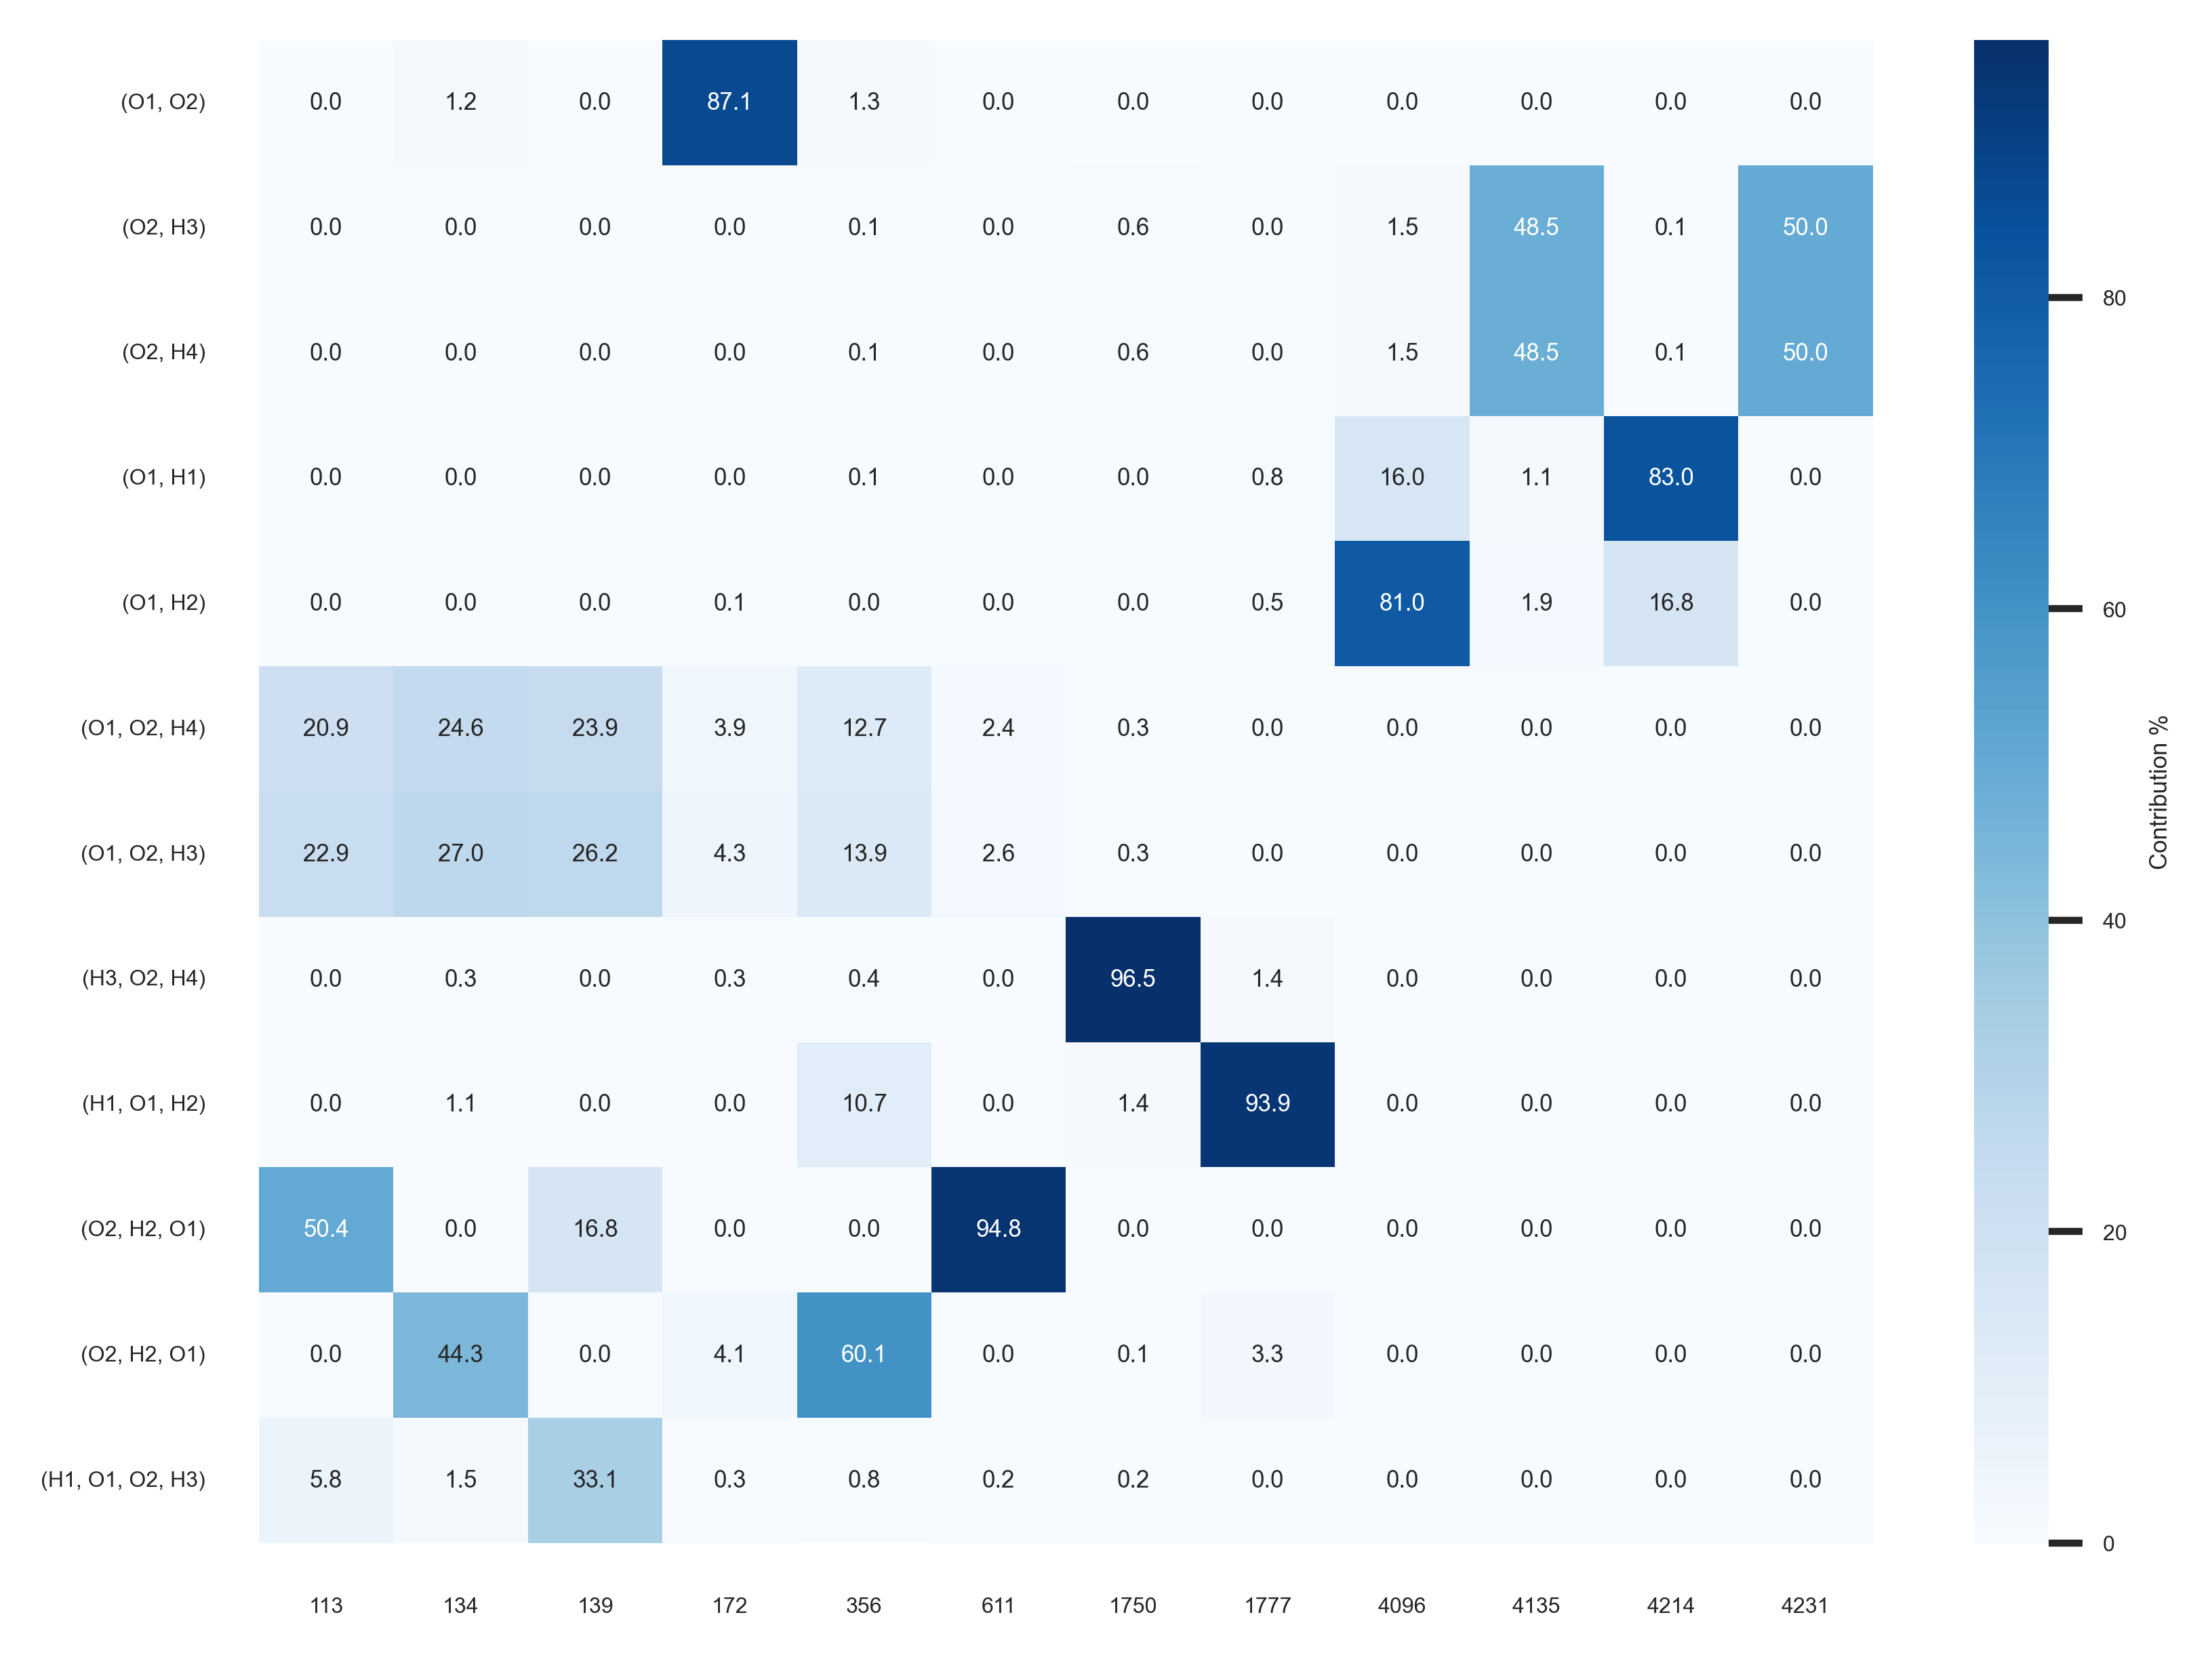 (O1, O2) 0.0 1.2 0.0 87.1 1.3 0.0 0.0 0.0 0.0 0.0 0.0 0.0
(O2, H3) 0.0 0.0 0.0 0.0 0.1 0.0 0.6 0.0 1.5 48.5 0.1 50.0
80
(O2, H4) 0.0 0.0 0.0 0.0 0.1 0.0 0.6 0.0 1.5 48.5 0.1 50.0
(O1, H1) 0.0 0.0 0.0 0.0 0.1 0.0 0.0 0.8 16.0 1.1 83.0 0.0
(O1, H2) 0.0 0.0 0.0 0.1 0.0 0.0 0.0 0.5 81.0 1.9 16.8 0.0
60
(O1, O2, H4) 20.9 24.6 23.9 3.9 12.7 2.4 0.3 0.0 0.0 0.0 0.0 0.0
Contribution %
(O1, O2, H3) 22.9 27.0 26.2 4.3 13.9 2.6 0.3 0.0 0.0 0.0 0.0 0.0
40
(H3, O2, H4) 0.0 0.3 0.0 0.3 0.4 0.0 96.5 1.4 0.0 0.0 0.0 0.0
(H1, O1, H2) 0.0 1.1 0.0 0.0 10.7 0.0 1.4 93.9 0.0 0.0 0.0 0.0
(O2, H2, O1) 50.4 0.0 16.8 0.0 0.0 94.8 0.0 0.0 0.0 0.0 0.0 0.0
20
(O2, H2, O1) 0.0 44.3 0.0 4.1 60.1 0.0 0.1 3.3 0.0 0.0 0.0 0.0
(H1, O1, O2, H3) 5.8 1.5 33.1 0.3 0.8 0.2 0.2 0.0 0.0 0.0 0.0 0.0
0
113 134 139 172 356 611 1750 1777 4096 4135 4214 4231